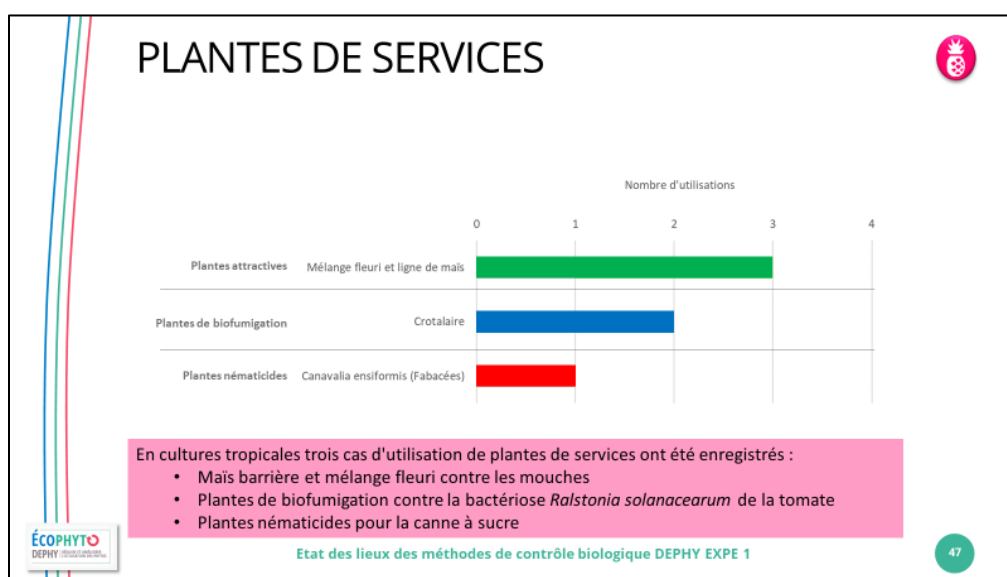 PLANTES DE SERVICES
Nombre d'utilisations
0 1 2 3 4
Plantes attractives Mélange fleuri et ligne de maïs
Plantes de biofumigation Crotalaire
Plantes nématicides Canavalia ensiformis (Fabacées)
En cultures tropicales trois cas d'utilisation de plantes de services ont été enregistrés :
• Maïs barrière et mélange fleuri contre les mouches
• Plantes de biofumigation contre la bactériose Ralstonia solanacearum de la tomate
• Plantes nématicides pour la canne à sucre
ÉCOPHYTO
DEPHY
Etat des lieux des méthodes de contrôle biologique DEPHY EXPE 1
47